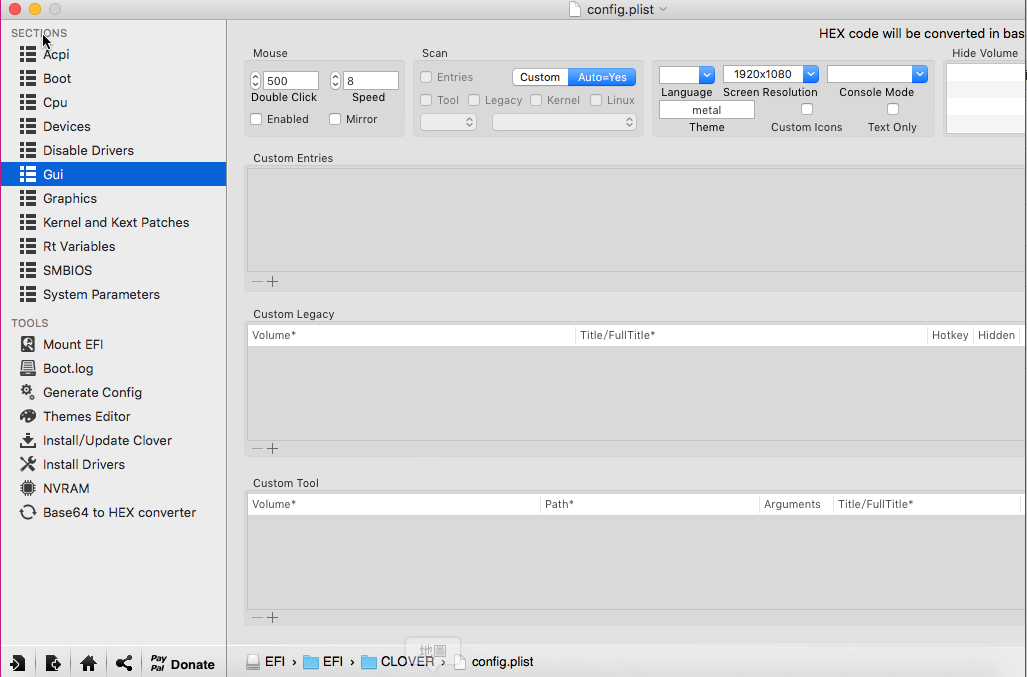 config.plist
SECTIONS
Acpi
Boot
Cpu
Devices
Disable Drivers
Gui
Graphics
Kernel and Kext Patches
Rt Variables
SMBIOS
System Parameters
TOOLS
Mount EFI
Boot.log
Generate Config
Themes Editor
Install/Update Clover
Install Drivers
NVRAM
Base64 to HEX converter
Pay
Pal
Donate
HEX code will be converted in bas
Mouse
500
8
Double Click
Speed
Enabled
Mirror
Scan
Entries
Custom
Auto=Yes
Tool
Legacy
Kernel
Linux
1920x1080
Language
Screen Resolution
Console Mode
metal
Theme
Custom Icons
Text Only
Hide Volume
Custom Entries
Custom Legacy
Volume*
Title/FullTitle*
Hotkey
Hidden
Custom Tool
Volume*
Path*
Arguments
Title/FullTitle*
地圖
EFI › EFI › CLOVER › config.plist